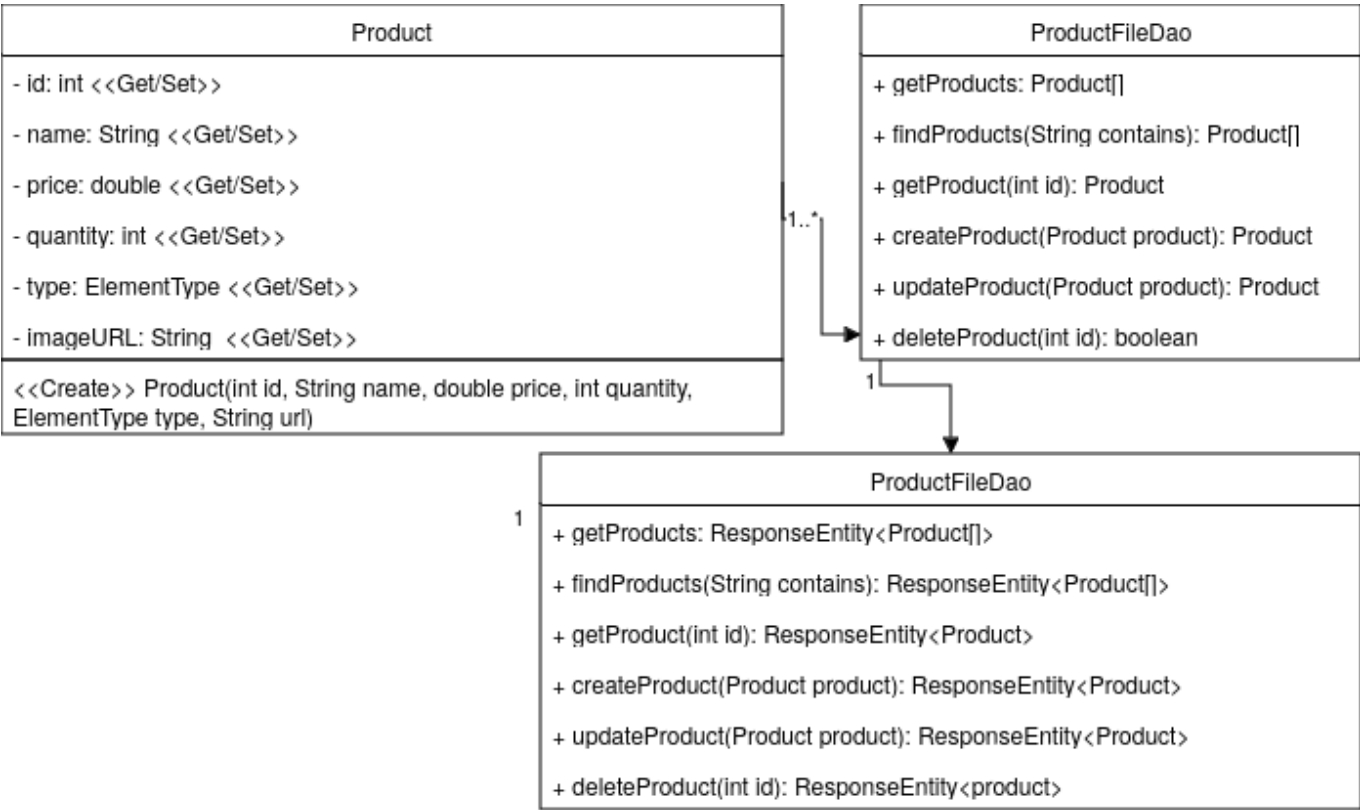 Product
- id: int <<Get/Set>>
- name: String <<Get/Set>>
- price: double <<Get/Set>>
- quantity: int <<Get/Set>>
- type: ElementType <<Get/Set>>
- imageURL: String <<Get/Set>>
<<Create>> Product(int id, String name, double price, int quantity,
ElementType type, String url)
1..*
ProductFileDao
+ getProducts: Product[]
+ findProducts(String contains): Product[]
+ getProduct(int id): Product
+ createProduct(Product product): Product
+ updateProduct(Product product): Product
+ deleteProduct(int id): boolean
1
1
ProductFileDao
+ getProducts: ResponseEntity<Product[]>
+ findProducts(String contains): ResponseEntity<Product[]>
+ getProduct(int id): ResponseEntity<Product>
+ createProduct(Product product): ResponseEntity<Product>
+ updateProduct(Product product): ResponseEntity<Product>
+ deleteProduct(int id): ResponseEntity<product>